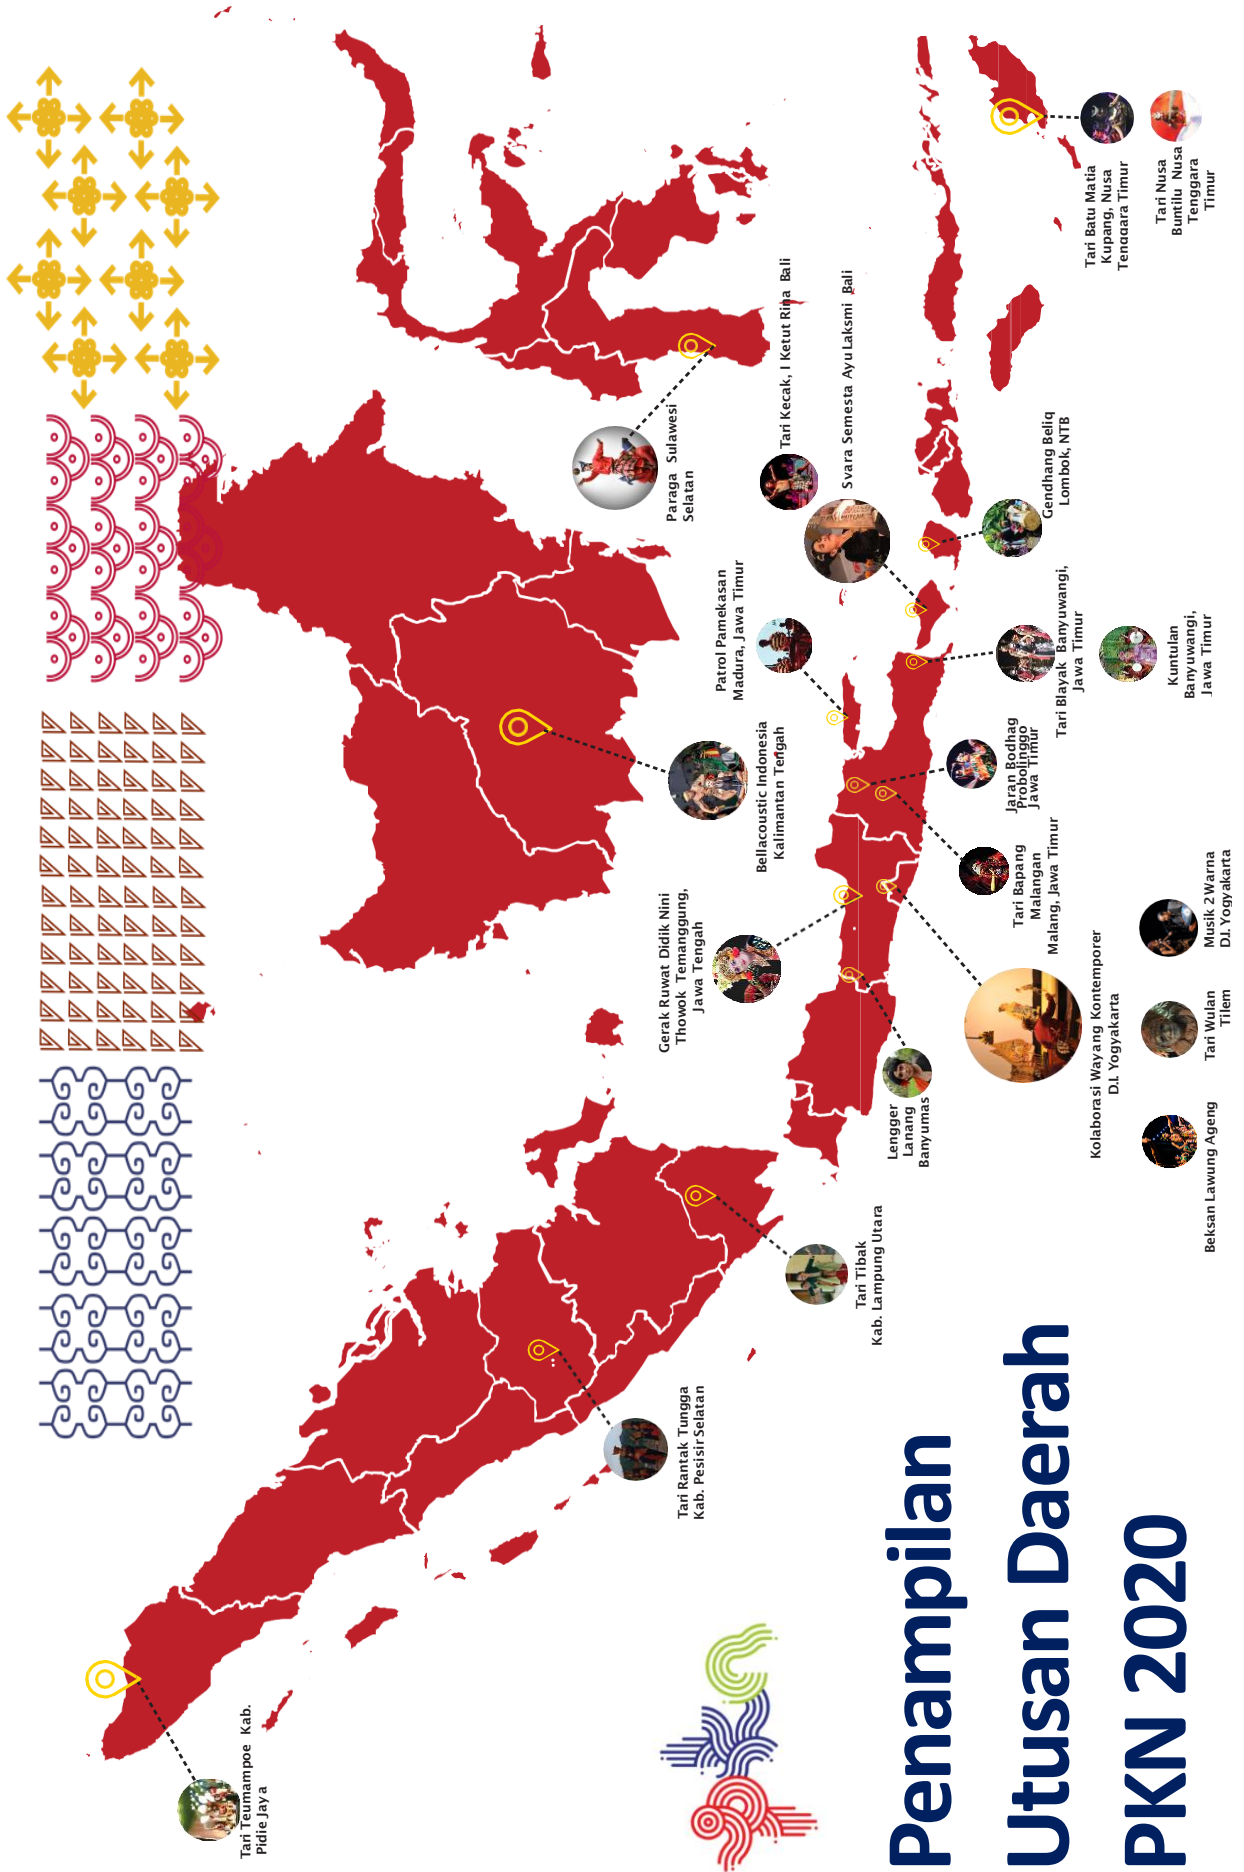 Penampilan
Utusan Daerah
PKN 2020
Tari Teumampoe Kab.
Pidie Jaya
Tari Rantak Tungga
Kab. Pesisir Selatan
Tari Tibak
Kab. Lampung Utara
Lengger
Lanang
Banyumas
Gerak Ruwat Didik Nini
Thowok Temanggung,
Jawa Tengah
Bellacoustic Indonesia
Kalimantan Tengah
Patrol Pamekasan
Madura, Jawa Timur
Paraga Sulawesi
Selatan
Tari Kecak, I Ketut Rina Bali
Svara Semesta Ayu Laksmi Bali
Kolaborasi Wayang Kontemporer
D.I. Yogyakarta
Beksan Lawung Ageng
Tari Wulan
Tilem
Musik 2 Warna
D.I. Yogyakarta
Tari Bapang
Malangan
Malang, Jawa Timur
Jaran Bodhag
Probolinggo
Jawa Timur
Tari Blayak Banyuwangi,
Jawa Timur
Kuntulan
Banyuwangi,
Jawa Timur
Gendhang Beliq
Lombok, NTB
Tari Batu Matia
Kupang, Nusa
Tenggara Timur
Tari Nusa
Buntilu Nusa
Tenggara
Timur